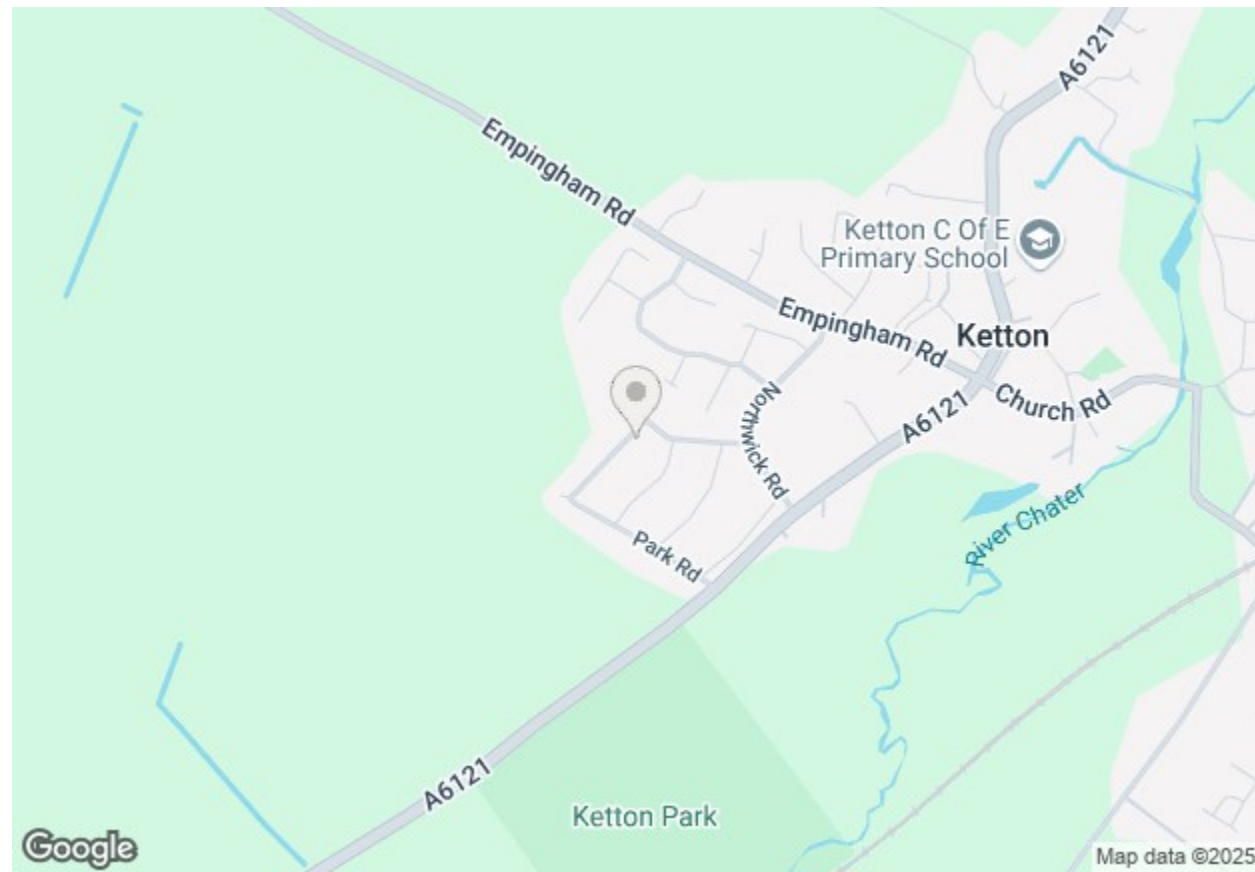 A6121
Empingham Rd
Ketton C Of E
Primary School
Empingham Rd
Ketton
Church Rd
A6121
Northwick Rd
River Chater
Park Rd
A6121
Ketton Park
Google
Map data ©2025